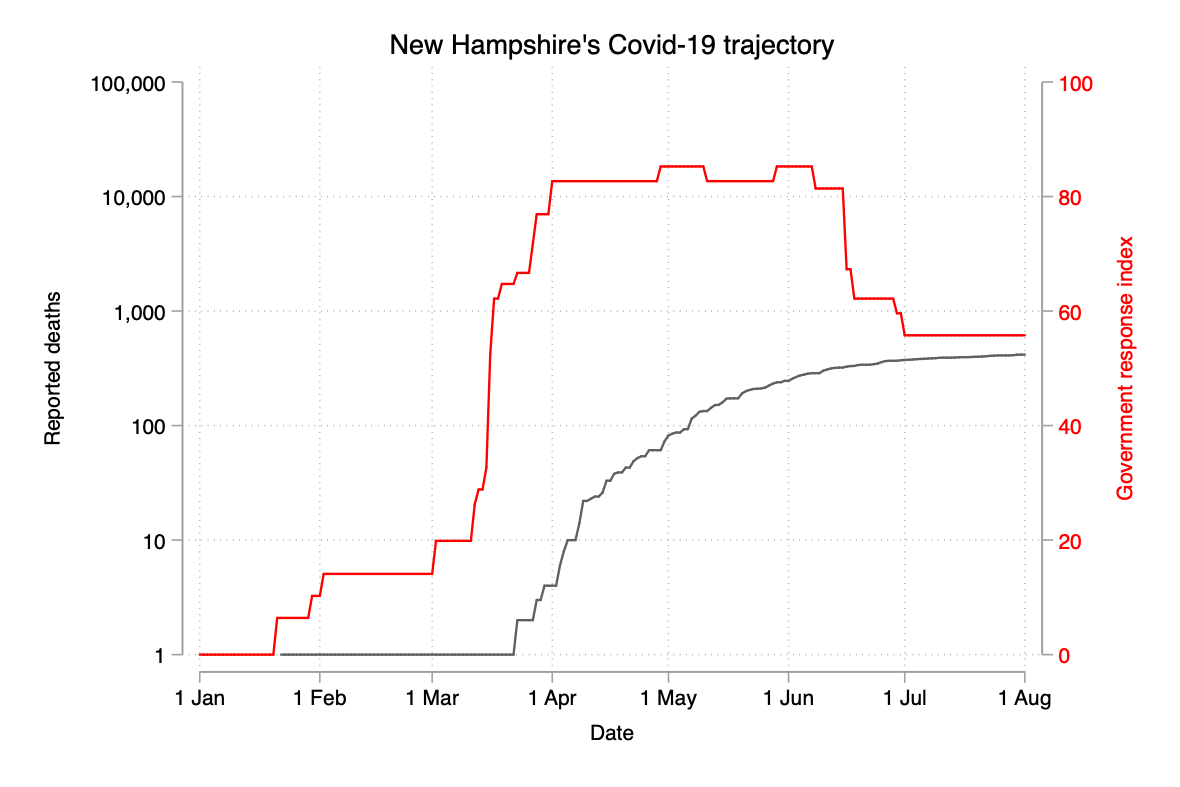 New Hampshire's Covid-19 trajectory
100,000
10,000
1,000
100
10
1
Reported deaths
100
80
60
40
20
0
Government response index
1 Jan 1 Feb 1 Mar 1 Apr 1 May 1 Jun 1 Jul 1 Aug
Date